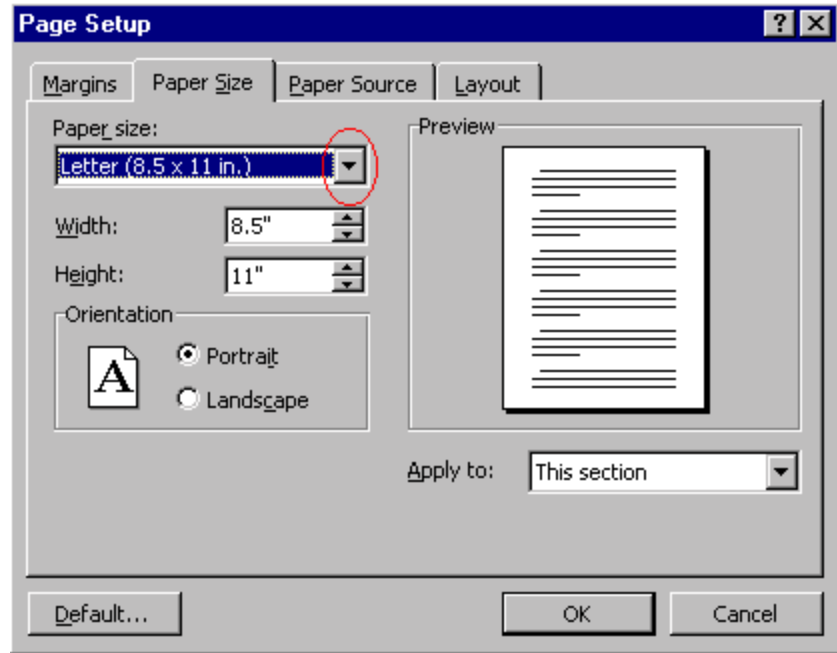 Page Setup
Margins Paper Size Paper Source Layout
Paper size:
Letter (8.5 x 11 in.)
Width: 8.5"
Height: 11"
Orientation
A
Portrait
Landscape
Preview
Apply to: This section
Default... OK Cancel